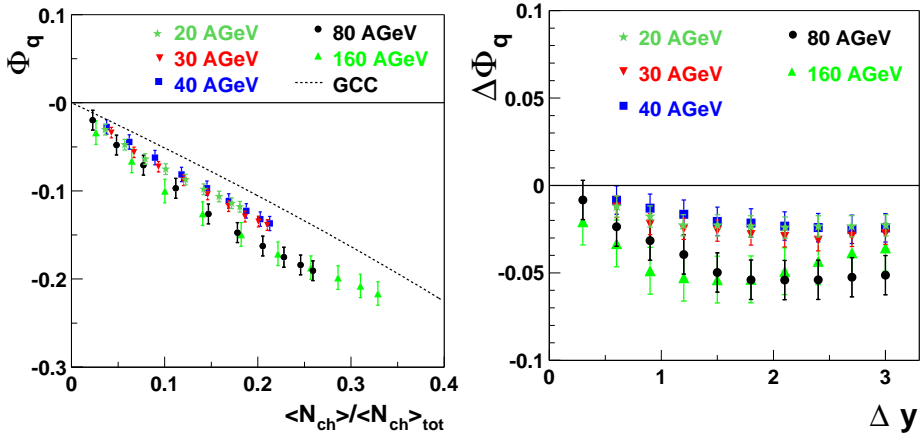 Φq
0.1
-0
-0.1
-0.2
-0.3
20 AGeV
30 AGeV
40 AGeV
80 AGeV
160 AGeV
GCC
0 0.1 0.2 0.3 0.4
<Nch>/<Nch>tot
ΔΦq
0.1
0.05
0
-0.05
-0.1
20 AGeV
30 AGeV
40 AGeV
80 AGeV
160 AGeV
0 1 2 3
Δ y